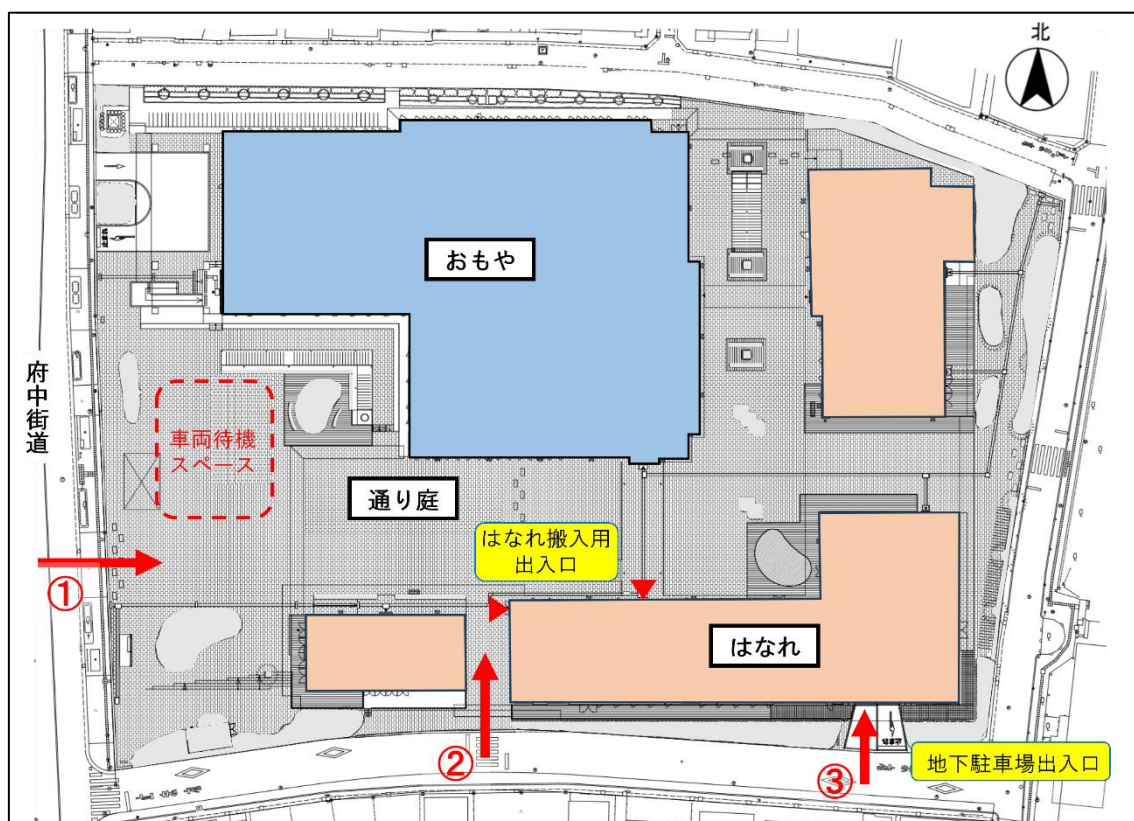 北
おもや
府中街道
車両待機
スペース
通り庭
はなれ搬入用
出入口
①
はなれ
②
③
地下駐車場出入口